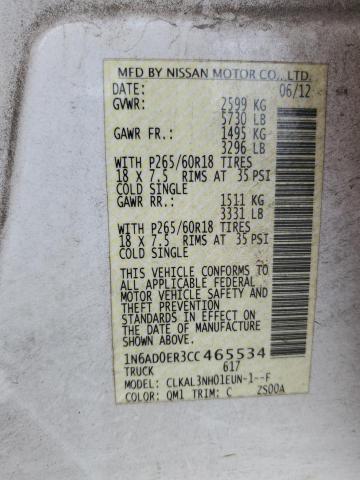 MFD BY NISSAN MOTOR CO., LTD.
DATE: 06/12
GVWR: 2599 KG
5730 LB
GAWR FR.: 1495 KG
3296 LB
WITH P265/60R18 TIRES
18 X 7.5 RIMS AT 35 PSI
COLD SINGLE
GAWR RR.: 1511 KG
3331 LB
WITH P265/60R18 TIRES
18 X 7.5 RIMS AT 35 PSI
COLD SINGLE
THIS VEHICLE CONFORMS TO
ALL APPLICABLE FEDERAL
MOTOR VEHICLE SAFETY
AND THEFT PREVENTION
STANDARDS IN EFFECT ON
THE DATE OF MANUFACTURE
SHOWN ABOVE.
1N6AD0ER3CC465534
TRUCK 617
MODEL: CLKAL3NH01EUN-1--F
COLOR: QM1 TRIM: C ZS00A